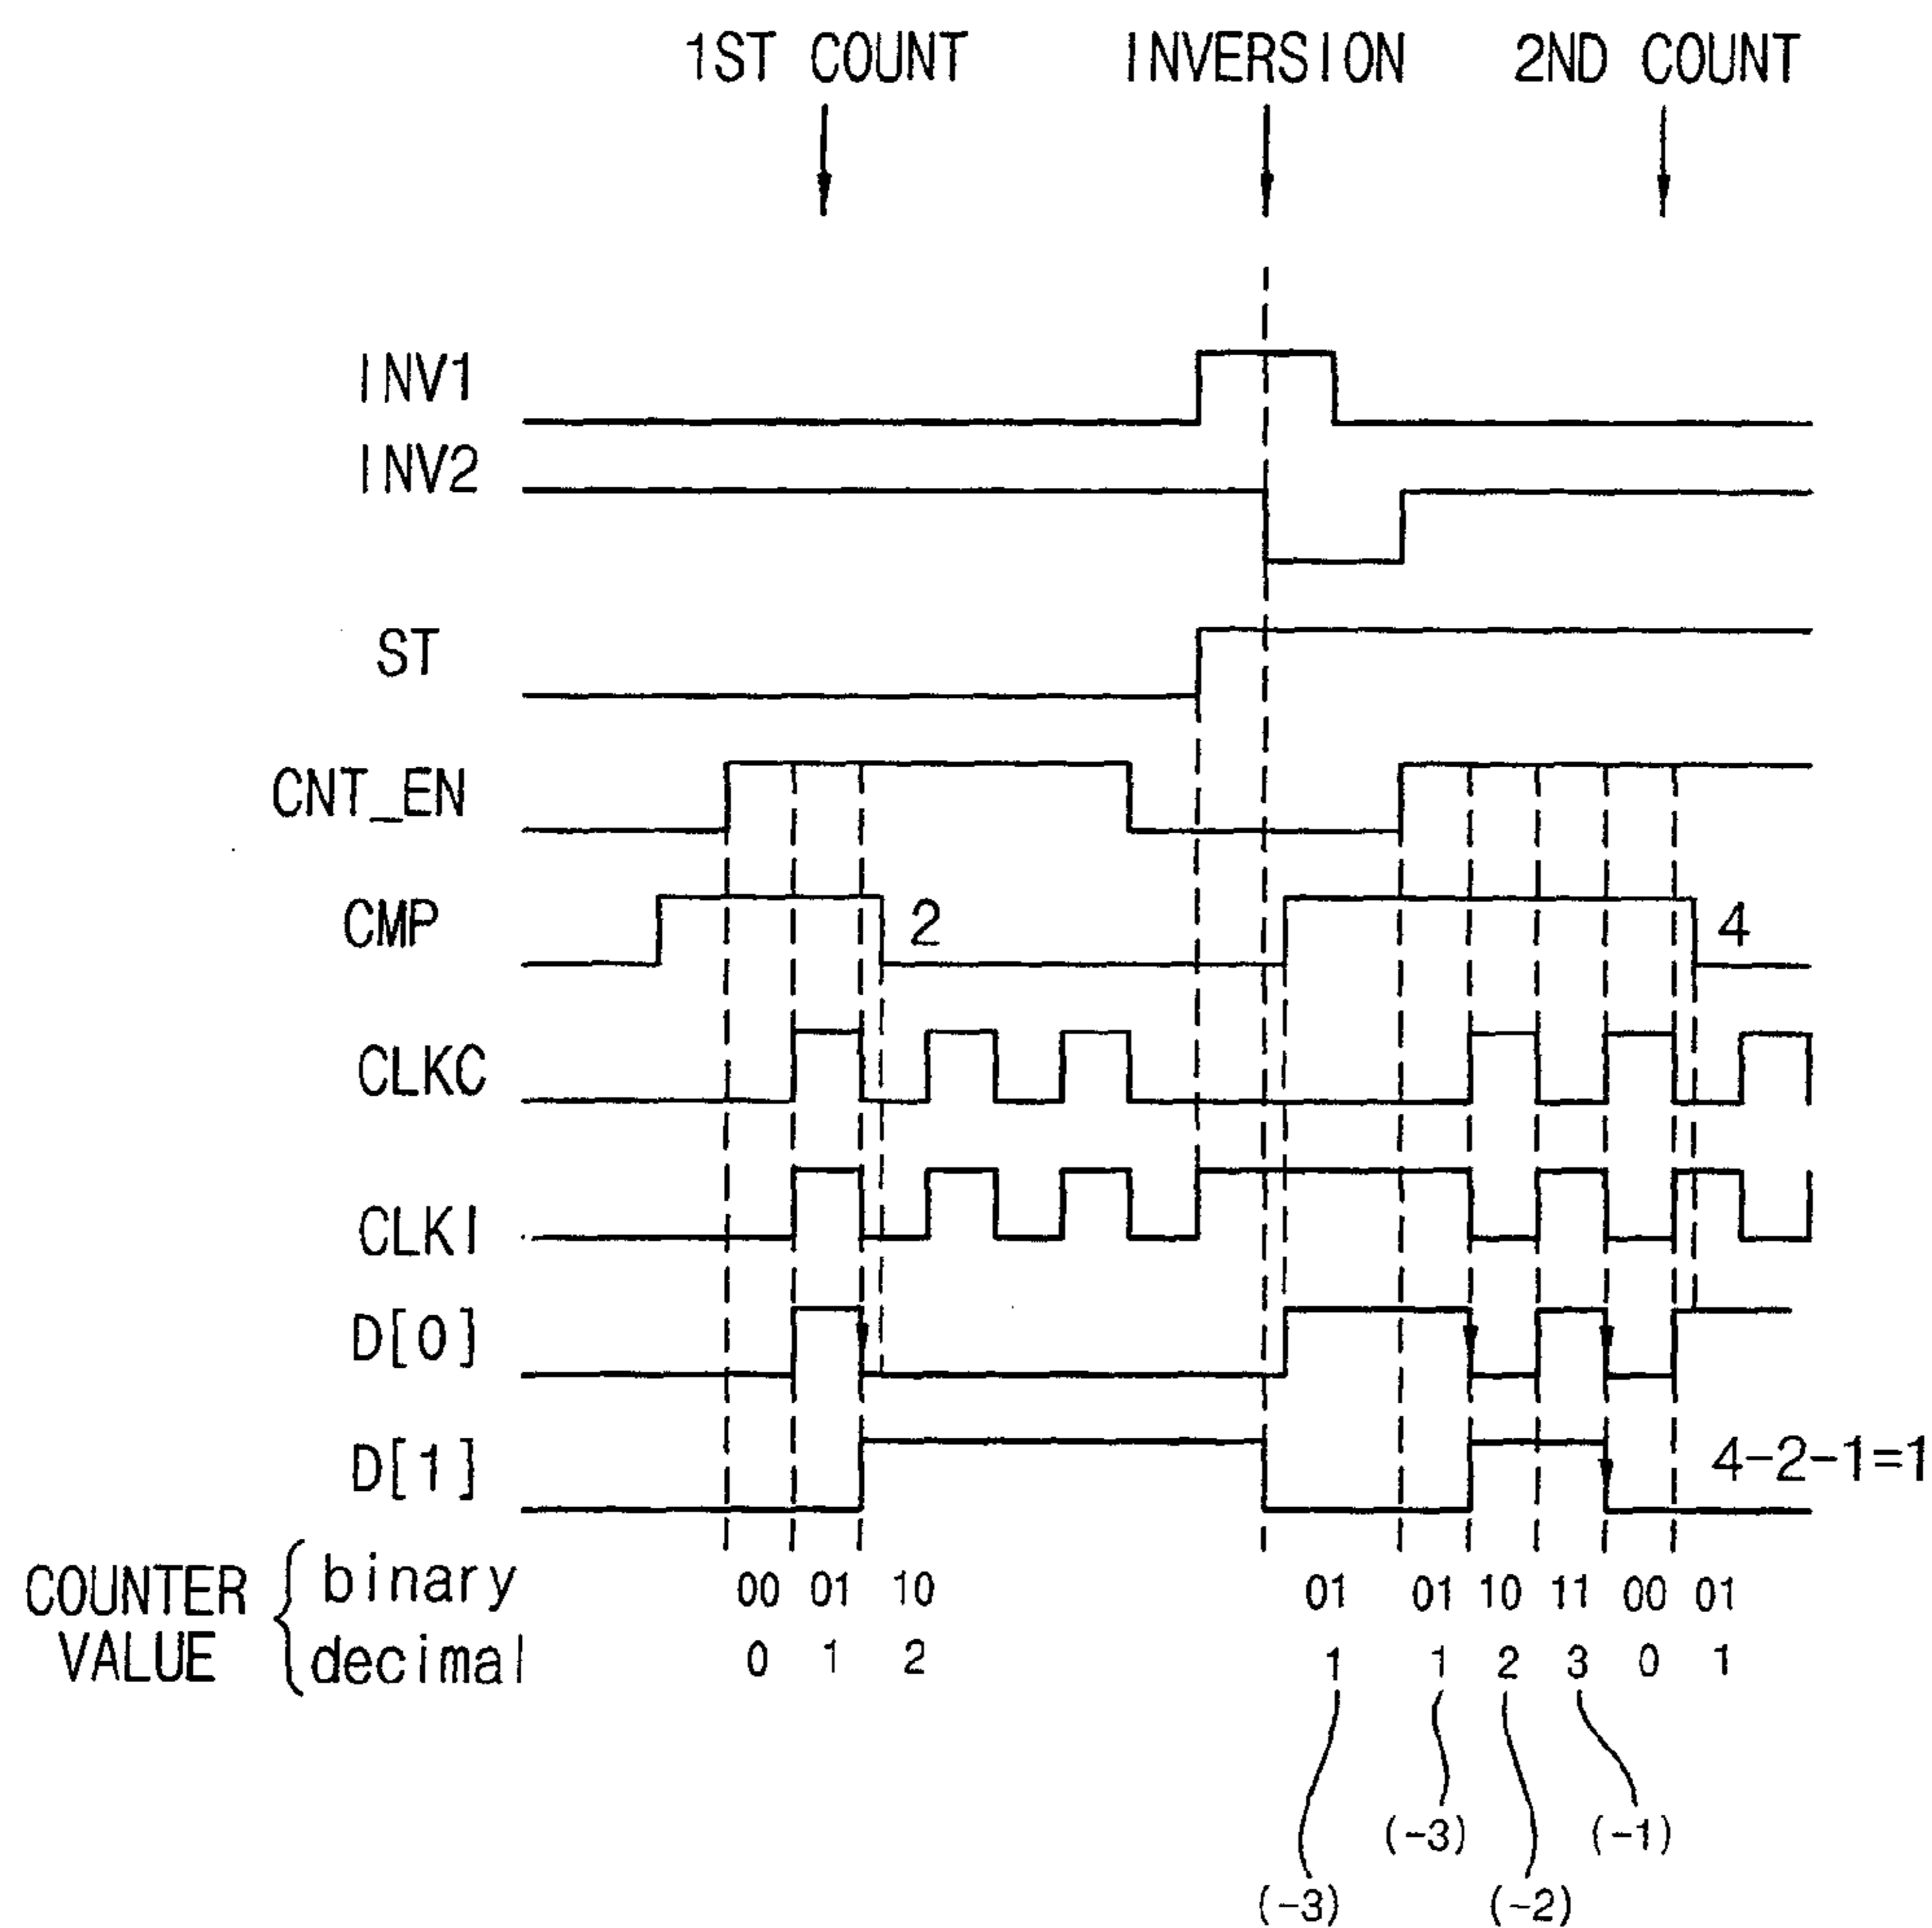 1ST COUNT INVERSION 2ND COUNT
INV1
INV2
ST
CNT_EN
CMP 2 4
CLKC
CLKI
D[0]
D[1] 4-2-1=1
COUNTER VALUE { binary 00 01 10 01 01 10 11 00 01
decimal 0 1 2 1 1 2 3 0 1
(-3) (-1)
(-3) (-2)